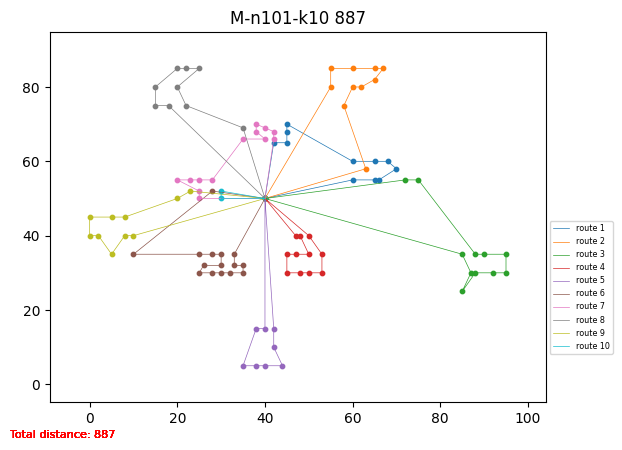 M-n101-k10 887
80
60
40
20
0
0
20
40
60
80
100
route 1
route 2
route 3
route 4
route 5
route 6
route 7
route 8
route 9
route 10
Total distance: 887